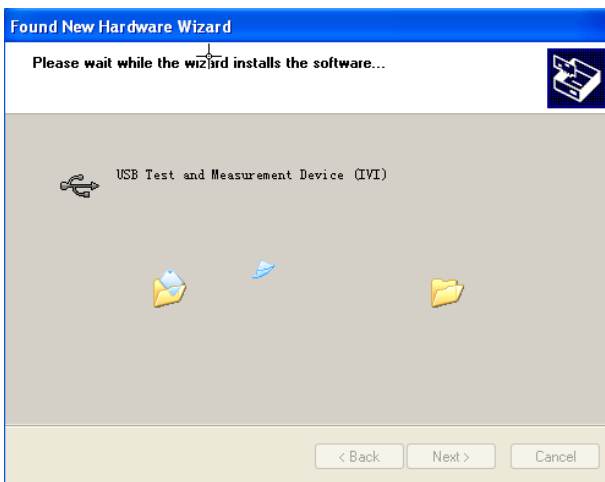 Found New Hardware Wizard
Please wait while the wizard installs the software...
USB Test and Measurement Device (IVI)
< Back
Next >
Cancel